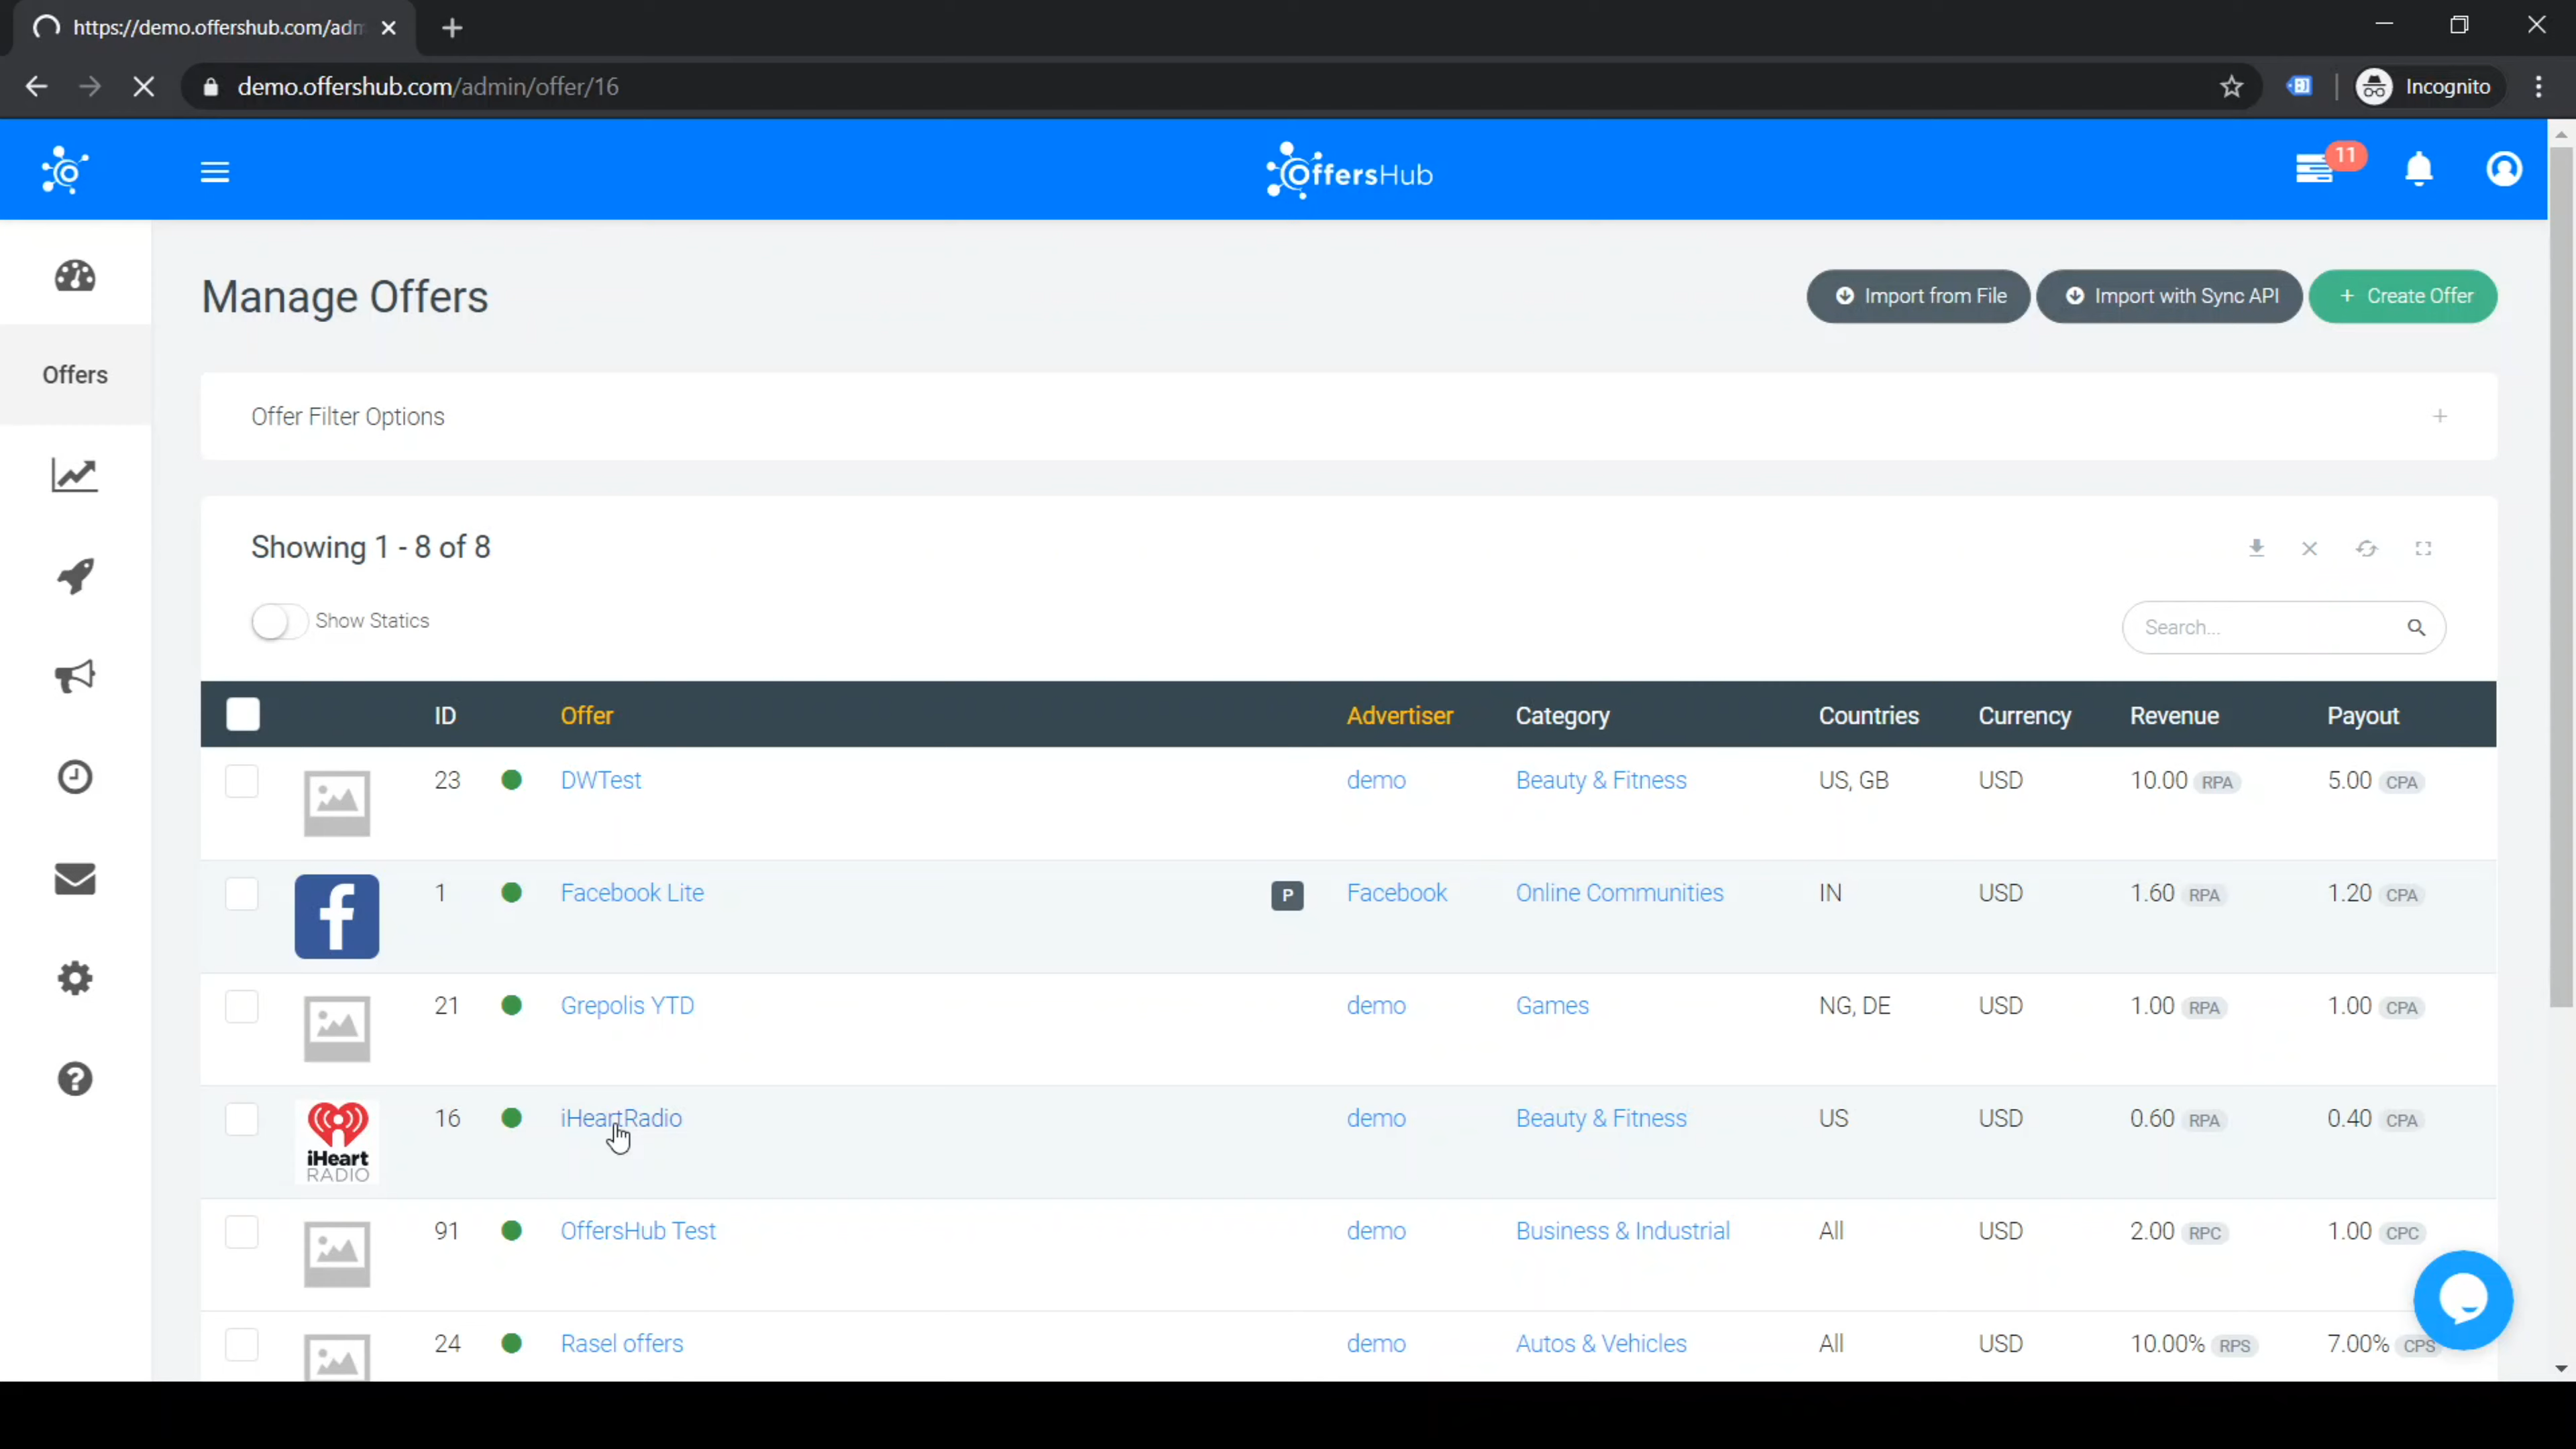 https://demo.offershub.com/adm
demo.offershub.com/admin/offer/16
Incognito
OffersHub
11
Manage Offers
Import from File
Import with Sync API
+ Create Offer
Offers
Offer Filter Options +
Showing 1 - 8 of 8
Show Statics
Search...
ID Offer Advertiser Category Countries Currency Revenue Payout
23 DWTest demo Beauty & Fitness US, GB USD 10.00 RPA 5.00 CPA
f 1 Facebook Lite P Facebook Online Communities IN USD 1.60 RPA 1.20 CPA
21 Grepolis YTD demo Games NG, DE USD 1.00 RPA 1.00 CPA
16 iHeartRadio demo Beauty & Fitness US USD 0.60 RPA 0.40 CPA
iHeart
RADIO
91 OffersHub Test demo Business & Industrial All USD 2.00 RPC 1.00 CPC
24 Rasel offers demo Autos & Vehicles All USD 10.00% RPS 7.00% CPS